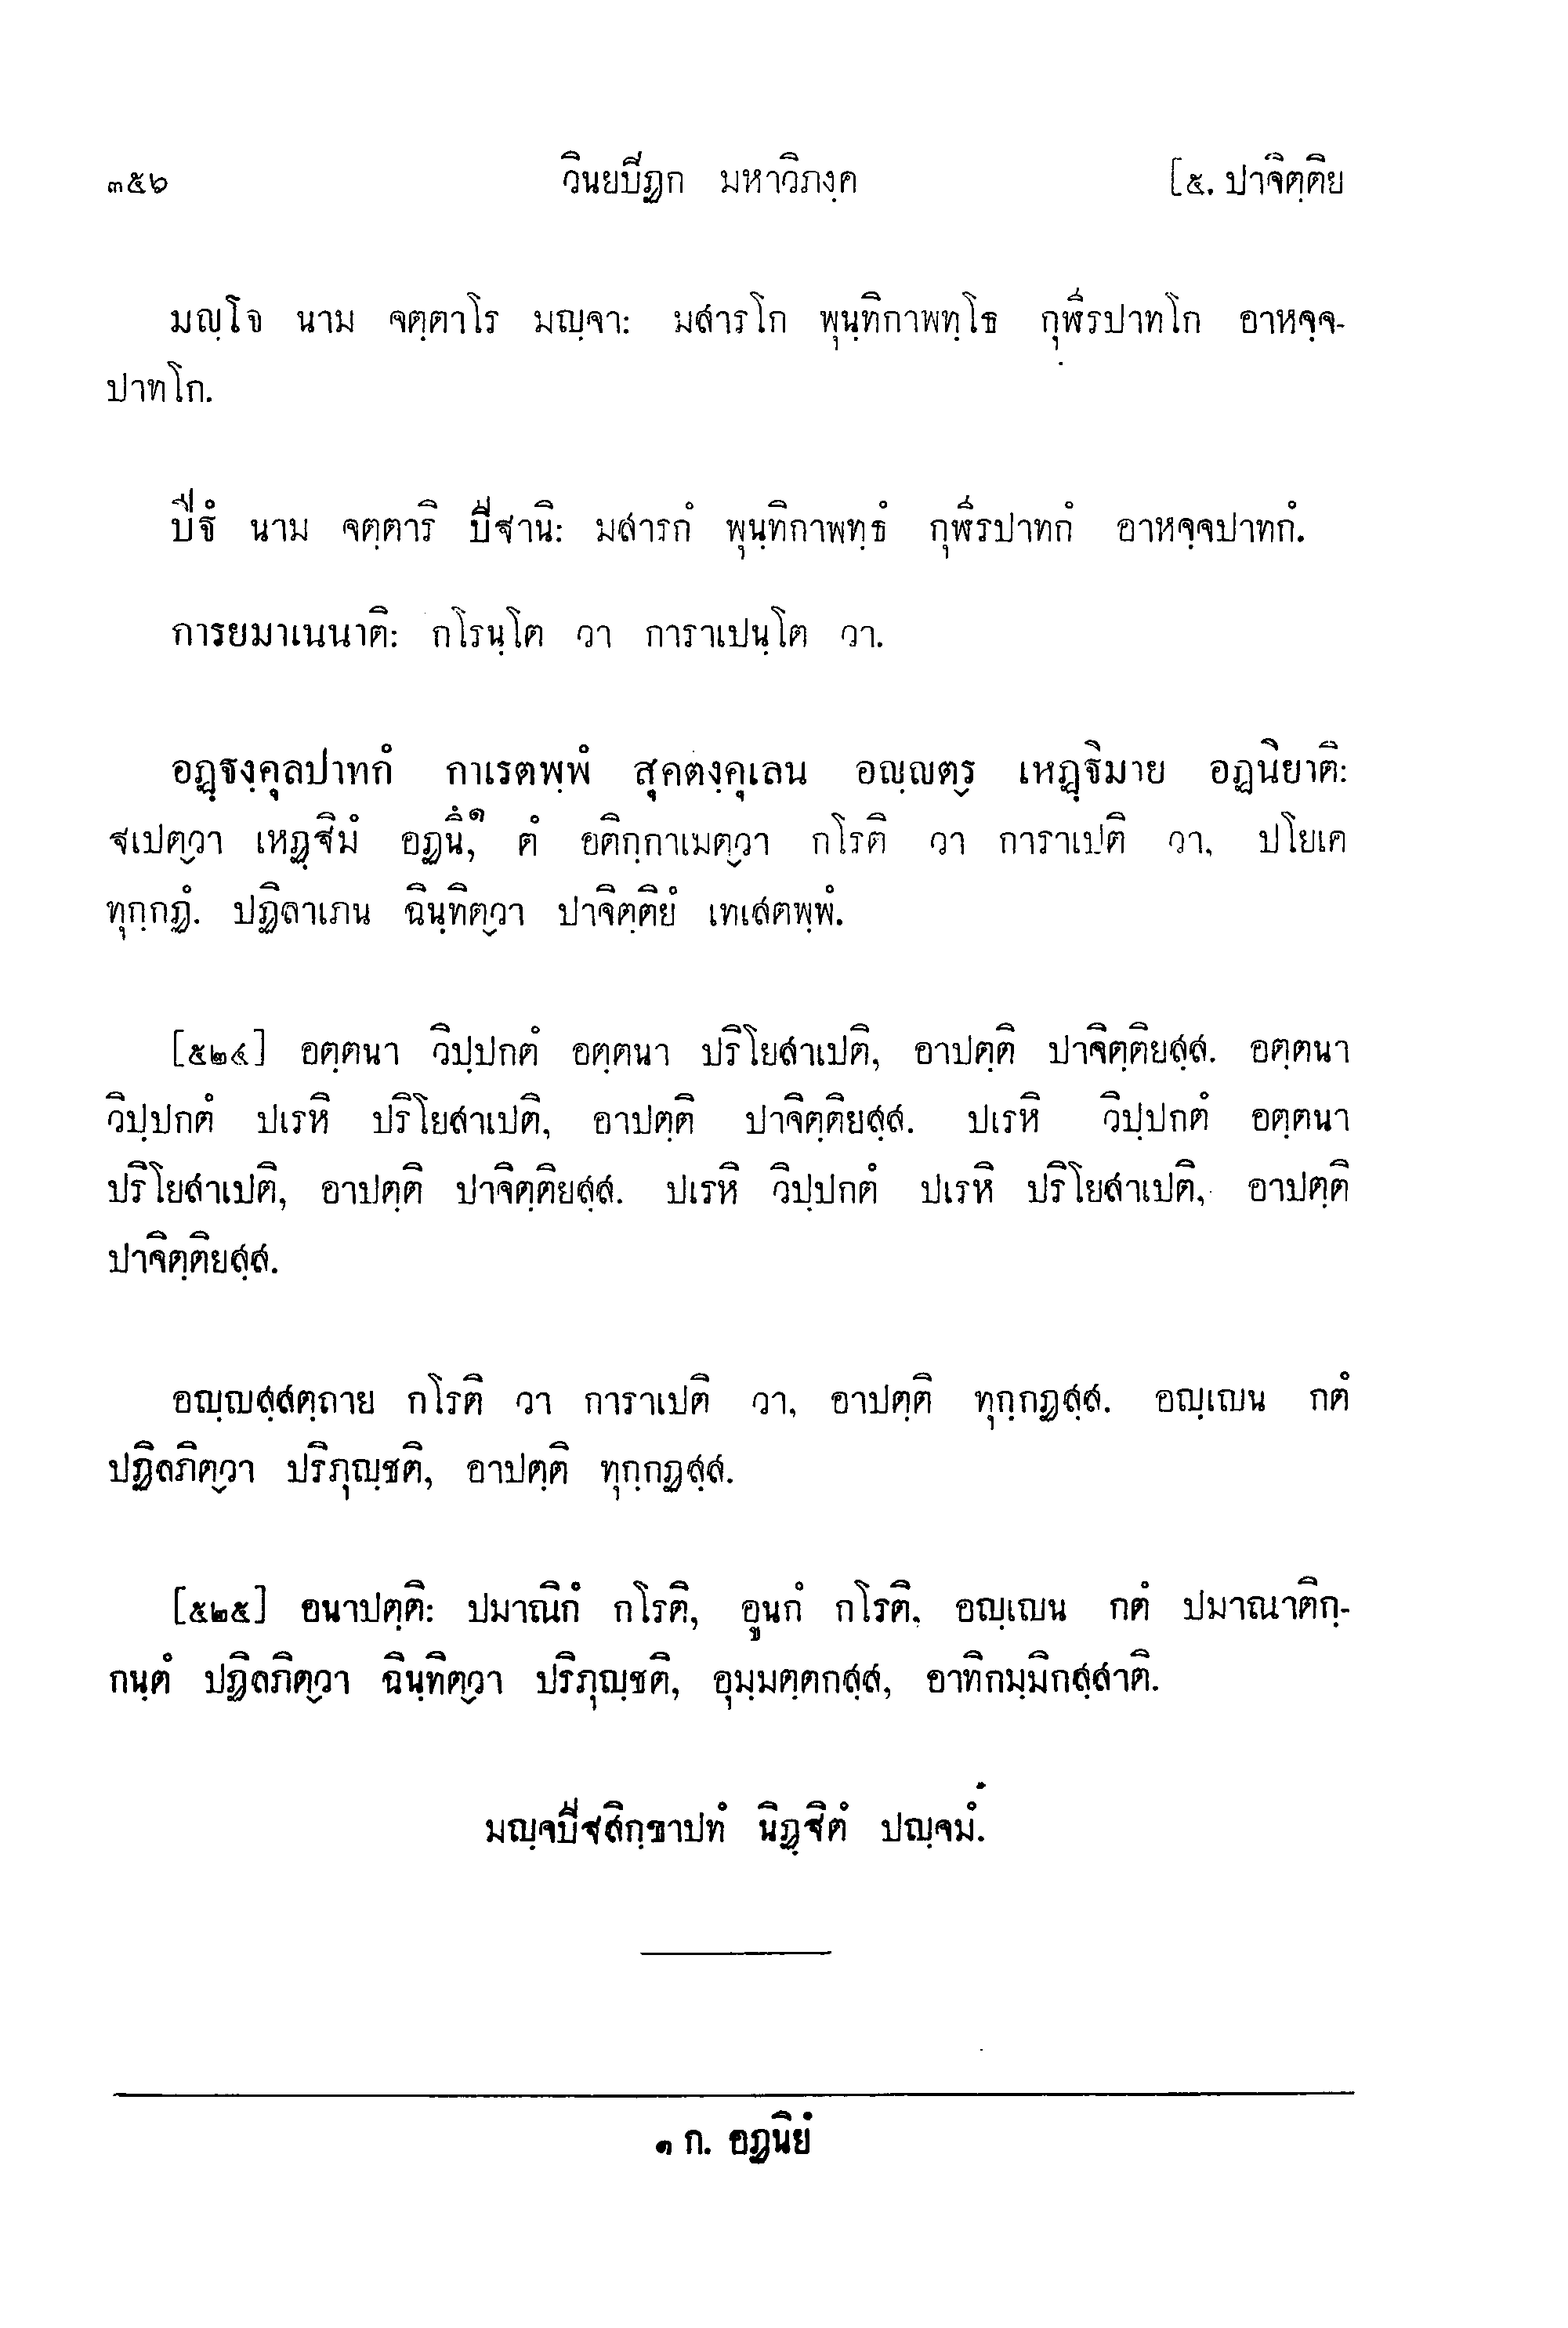 ๓๕๖ วินยปิฏก มหาวิภงฺค [๕. ปาจิตฺติย
มญฺโจ นาม จตฺตาโร มญฺจา: มสารโก พุนฺทิกาพทฺโธ กุฬีรปาทโก อาหจฺจ-
ปาทโก.
ปีฐํ นาม จตฺตาริ ปีฐานิ: มสารกํ พุนฺทิกาพทฺธํ กุฬีรปาทกํ อาหจฺจปาทกํ.
การยมาเนนาติ: กโรนฺโต วา การาเปนฺโต วา.
อฏฺฐงฺคุลปาทกํ กาเรตพฺพํ สุคตงฺคุเลน อญฺญตฺร เหฏฺฐิมาย อฏนิยาติ:
ฐเปตฺวา เหฏฺฐิมํ อฏนึ,๑ ตํ อติกฺกาเมตฺวา กโรติ วา การาเปติ วา, ปโยเค
ทุกฺกฏํ. ปฏิลาเภน ฉินฺทิตฺวา ปาจิตฺติยํ เทเสตพฺพํ.
[๕๒๔] อตฺตนา วิปฺปกตํ อตฺตนา ปริโยสาเปติ, อาปตฺติ ปาจิตฺติยสฺส. อตฺตนา
วิปฺปกตํ ปเรหิ ปริโยสาเปติ, อาปตฺติ ปาจิตฺติยสฺส. ปเรหิ วิปฺปกตํ อตฺตนา
ปริโยสาเปติ, อาปตฺติ ปาจิตฺติยสฺส. ปเรหิ วิปฺปกตํ ปเรหิ ปริโยสาเปติ, อาปตฺติ
ปาจิตฺติยสฺส.
อญฺญสฺสตฺถาย กโรติ วา การาเปติ วา, อาปตฺติ ทุกฺกฏสฺส. อญฺเญน กตํ
ปฏิลภิตฺวา ปริภุญฺชติ, อาปตฺติ ทุกฺกฏสฺส.
[๕๒๕] อนาปตฺติ: ปมาณิกํ กโรติ, อูนกํ กโรติ, อญฺเญน กตํ ปมาณาติกฺ-
กนฺตํ ปฏิลภิตฺวา ฉินฺทิตฺวา ปริภุญฺชติ, อุมฺมตฺตกสฺส, อาทิกมฺมิกสฺสาติ.
มญฺจปีฐสิกฺขาปทํ นิฏฺฐิตํ ปญฺจมํ.
๑ ก. อฏนิยํ